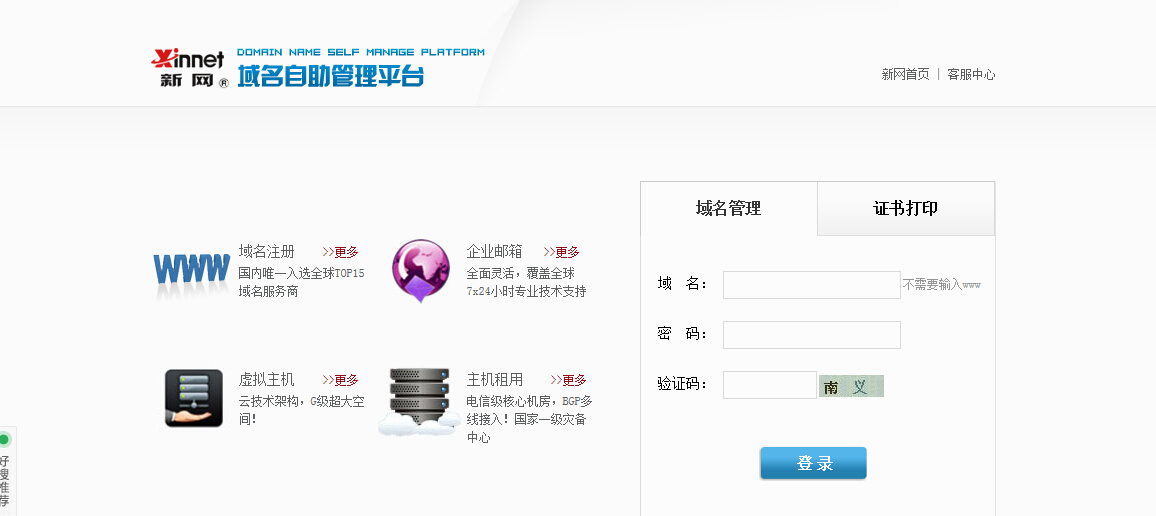 Xinnet
新网®
DOMAIN NAME SELF MANAGE PLATFORM
域名自助管理平台
新网首页 | 客服中心
WWW
域名注册 >>更多
国内唯一入选全球TOP15
域名服务商
企业邮箱 >>更多
全面灵活，覆盖全球
7x24小时专业技术支持
虚拟主机 >>更多
云技术架构，G级超大空
间！
主机租用 >>更多
电信级核心机房，BGP多
线接入！国家一级灾备
中心
域名管理
证书打印
域 名：
不需要输入www
密 码：
验证码：
南 义
登 录
好搜推荐